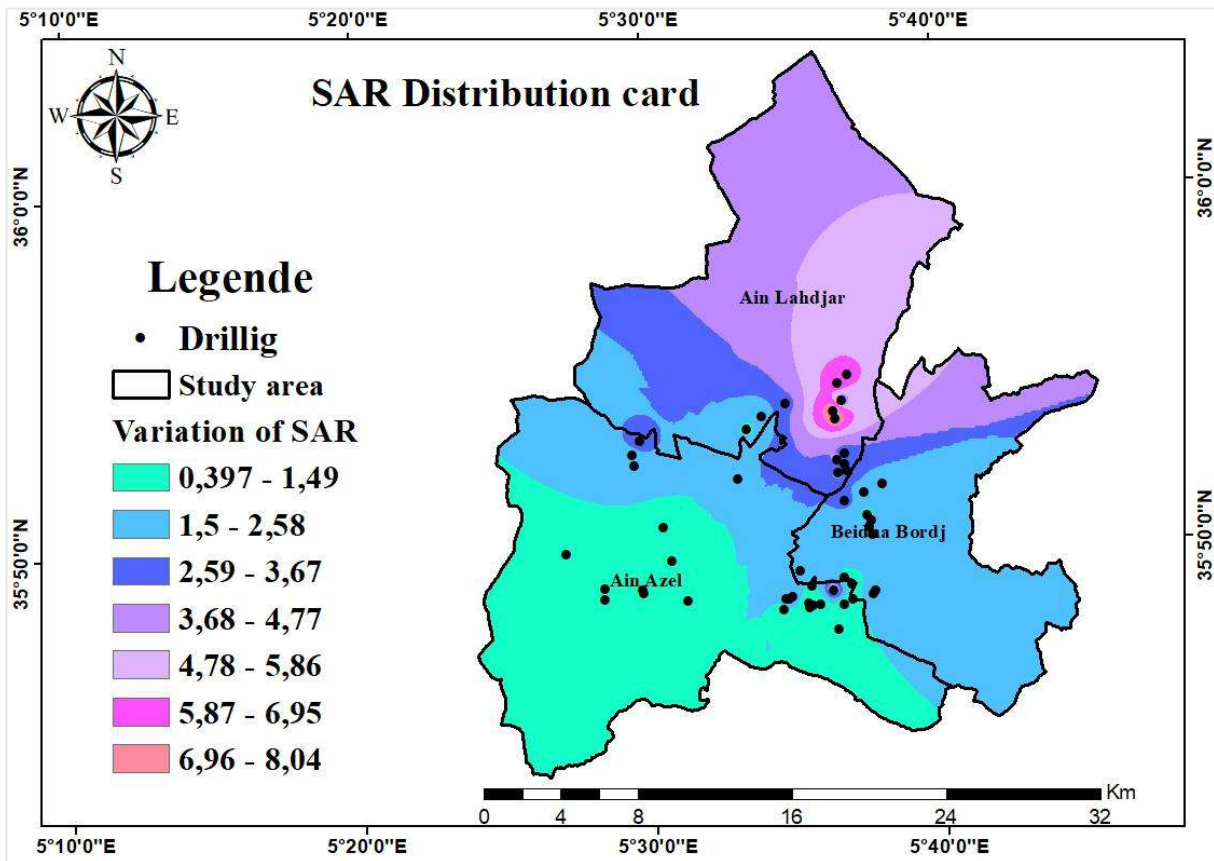 5°10'0"E 5°20'0"E 5°30'0"E 5°40'0"E
N
W E
S
SAR Distribution card
36°0'0"N 36°0'0"N
Legende
Drillig
Study area
Variation of SAR
0,397 - 1,49
1,5 - 2,58
2,59 - 3,67
3,68 - 4,77
4,78 - 5,86
5,87 - 6,95
6,96 - 8,04
Ain Lahdjar
Beidha Bordj
Ain Azel
35°50'0"N 35°50'0"N
Km
0 4 8 16 24 32
5°10'0"E 5°20'0"E 5°30'0"E 5°40'0"E